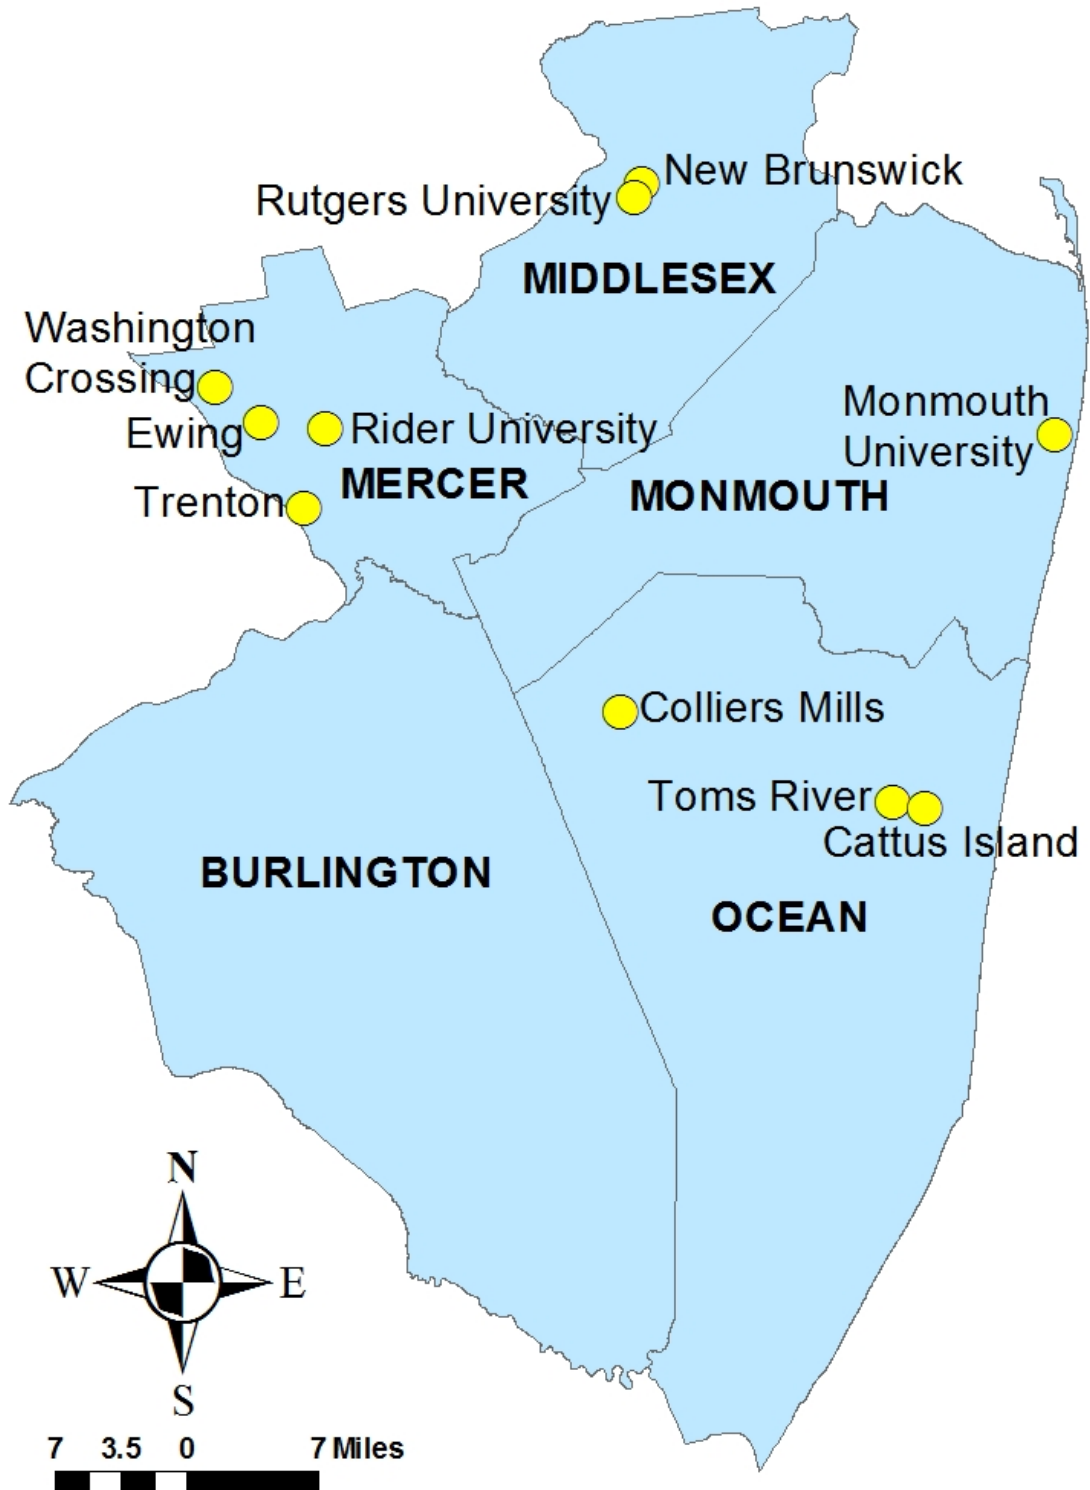 New Brunswick
Rutgers University
MIDDLESEX
Washington
Crossing
Ewing
Rider University
Monmouth
University
MERCER
MONMOUTH
Trenton
Colliers Mills
Toms River
Cattus Island
BURLINGTON
OCEAN
N
W E
S
7 3.5 0 7 Miles